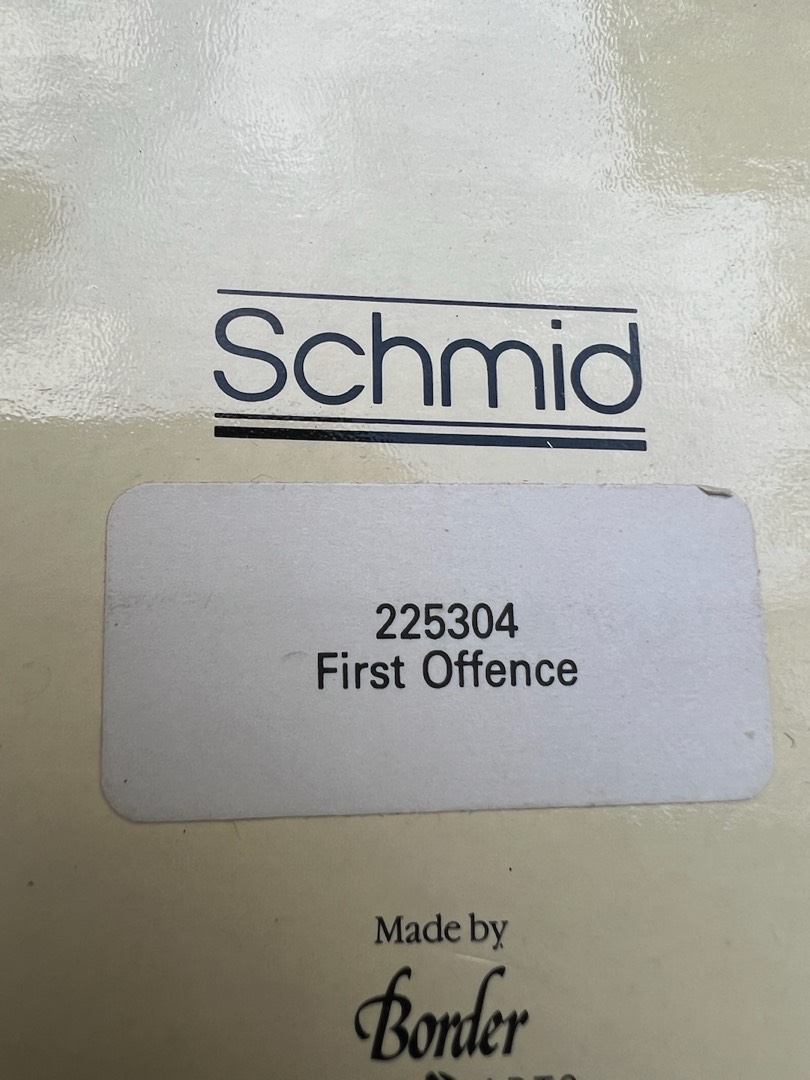 Schmid
225304
First Offence
Made by
Border